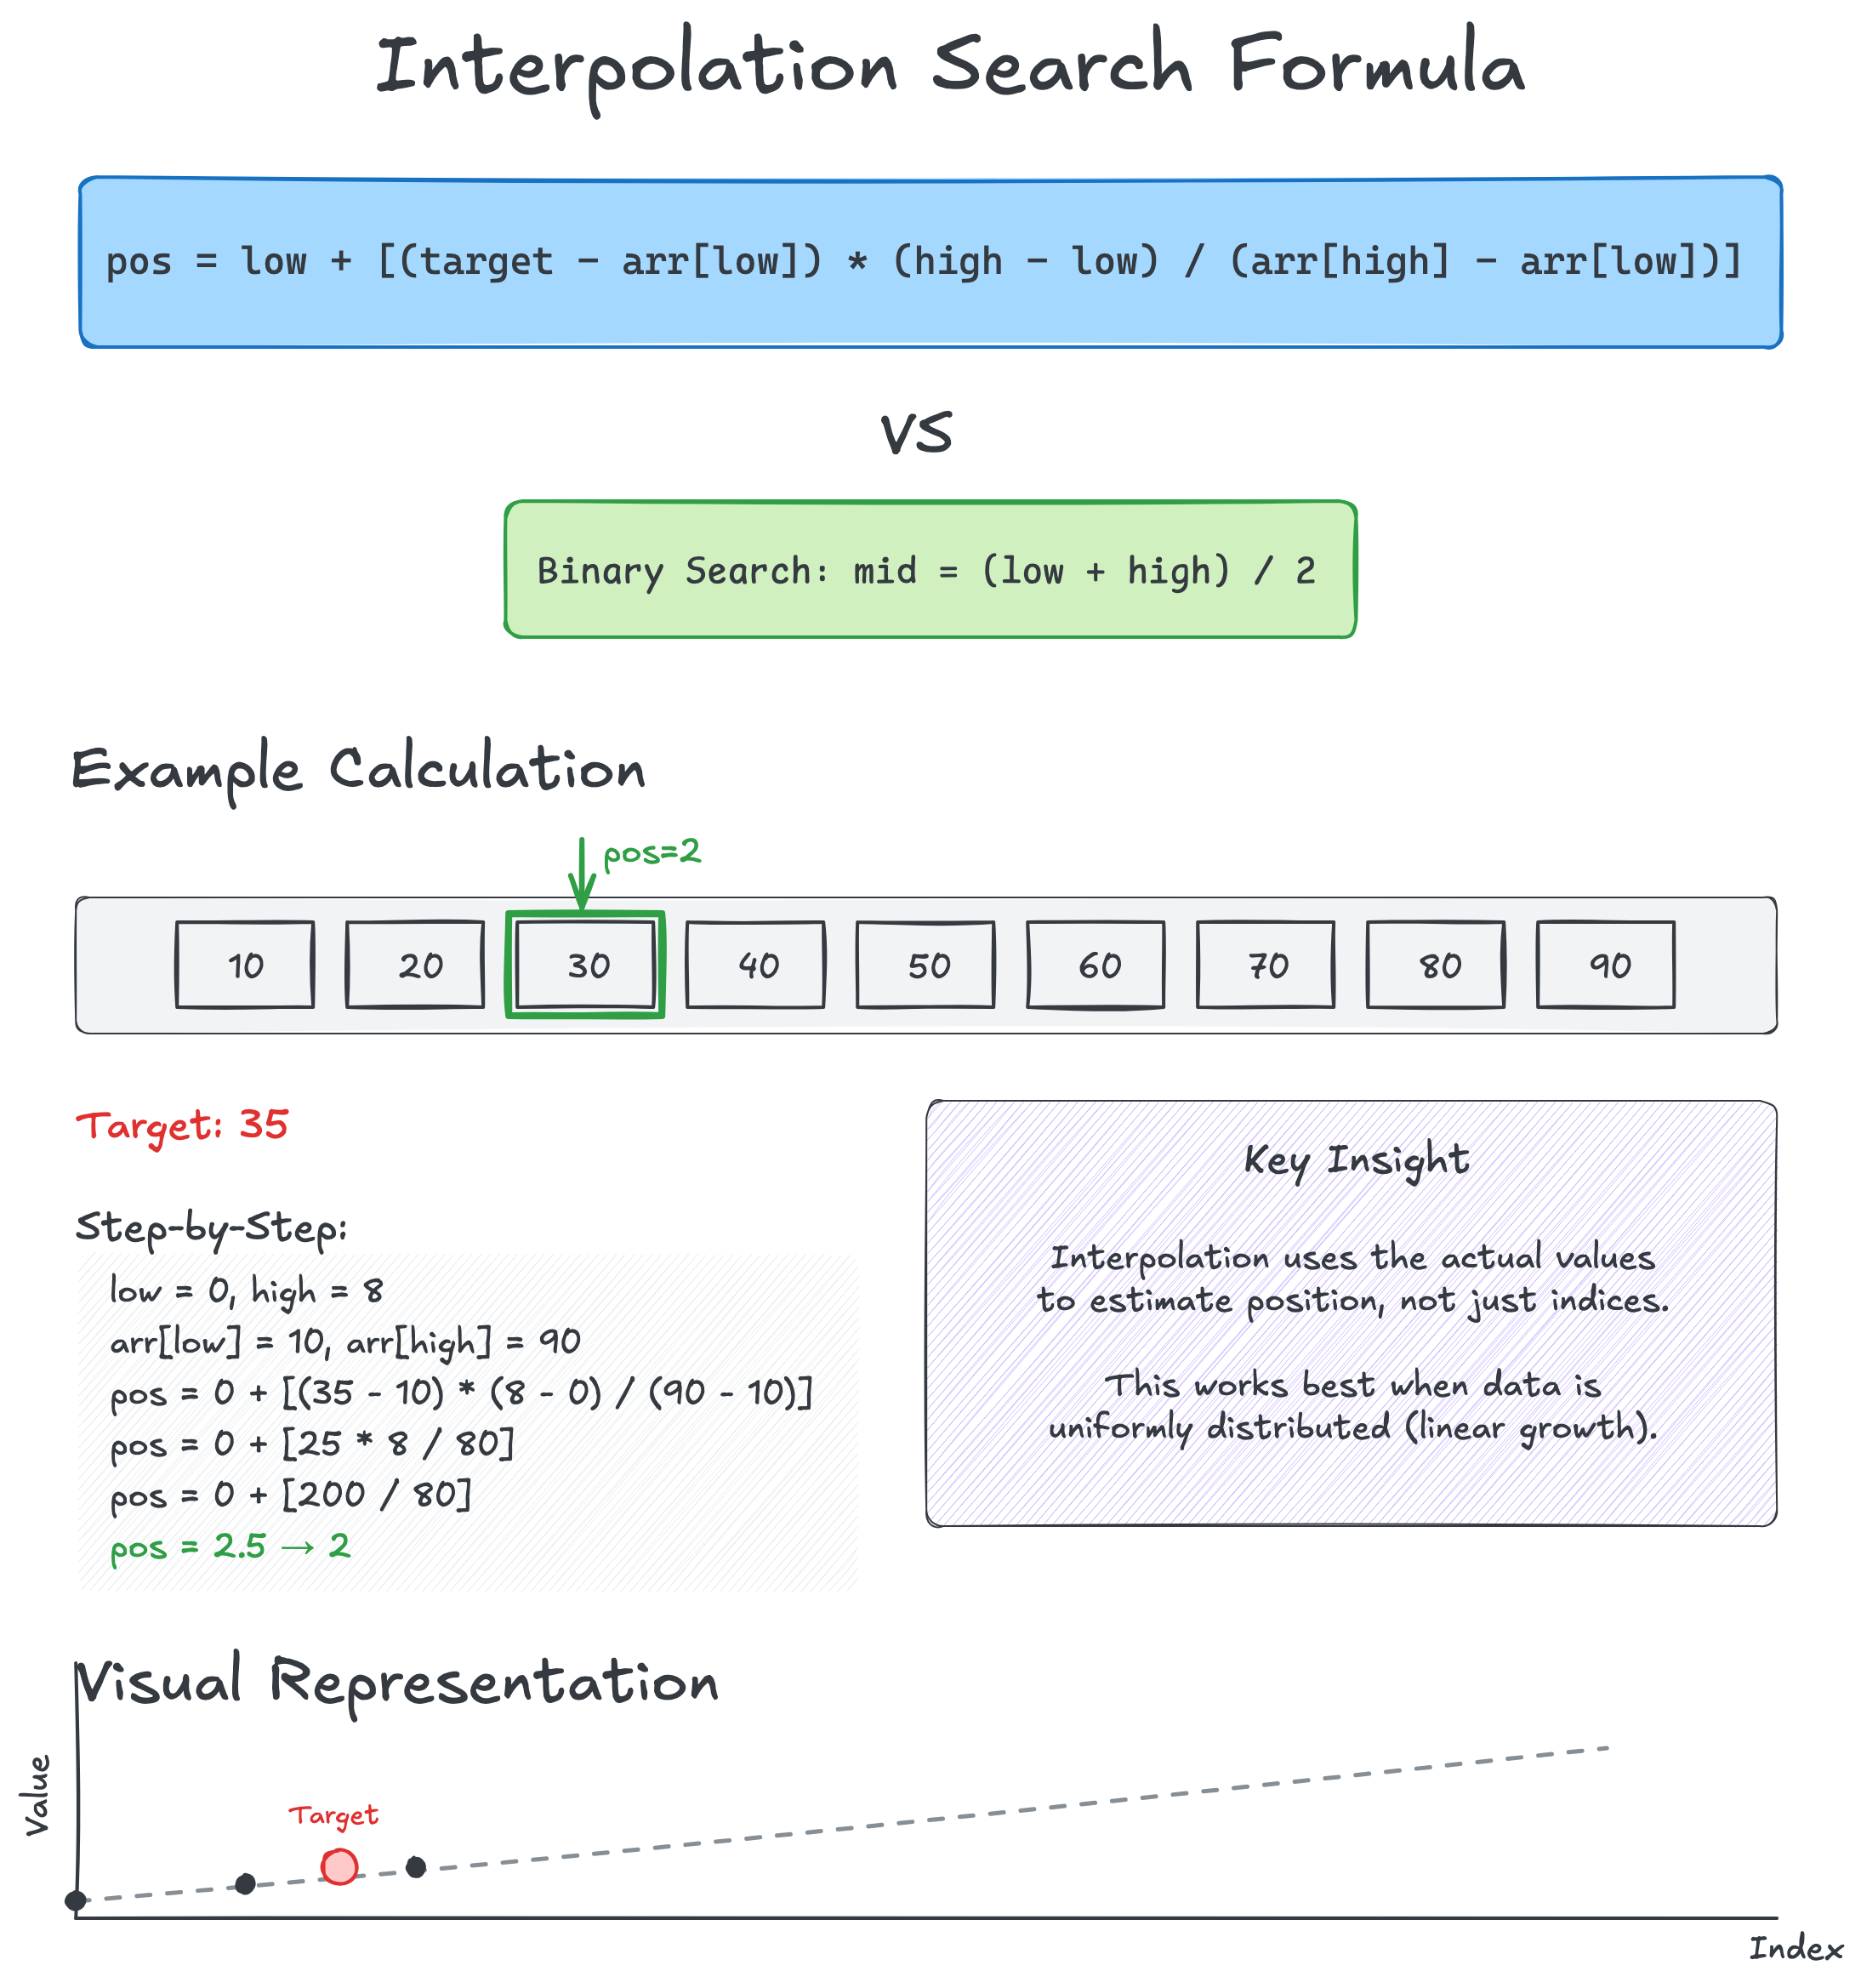 Interpolation Search Formula
pos = low + [(target - arr[low]) * (high - low) / (arr[high] - arr[low])]
vs
Binary Search: mid = (low + high) / 2
Example Calculation
pos=2
10 20 30 40 50 60 70 80 90
Target: 35
Step-by-Step:
low = 0, high = 8
arr[low] = 10, arr[high] = 90
pos = 0 + [(35 - 10) * (8 - 0) / (90 - 10)]
pos = 0 + [25 * 8 / 80]
pos = 0 + [200 / 80]
pos = 2.5 → 2
Key Insight
Interpolation uses the actual values
to estimate position, not just indices.
This works best when data is
uniformly distributed (linear growth).
Visual Representation
Value
Target
Index